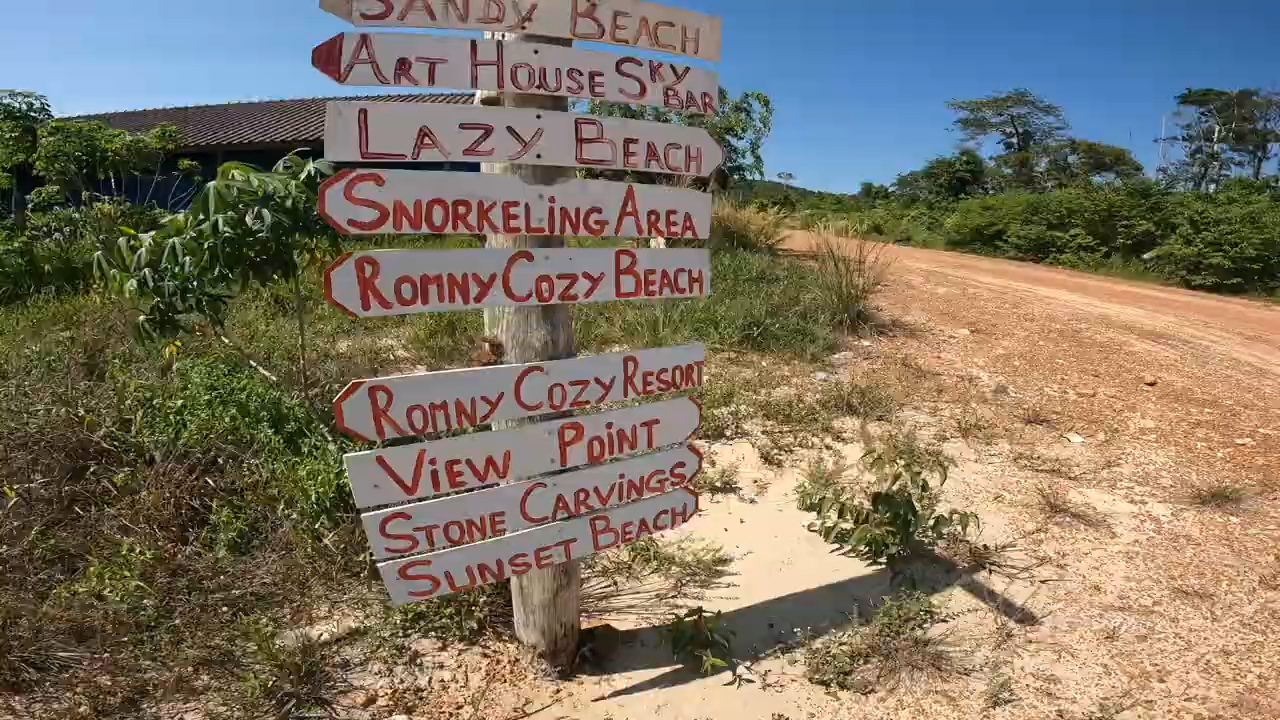 SANDY BEACH
ART HOUSE SKY BAR
LAZY BEACH
SNORKELiNG AREA
ROMNY COZY BEACH
ROMNY COZY RESORT
ViEW POiNT
STONE CARViNGS
SUNSET BEACH